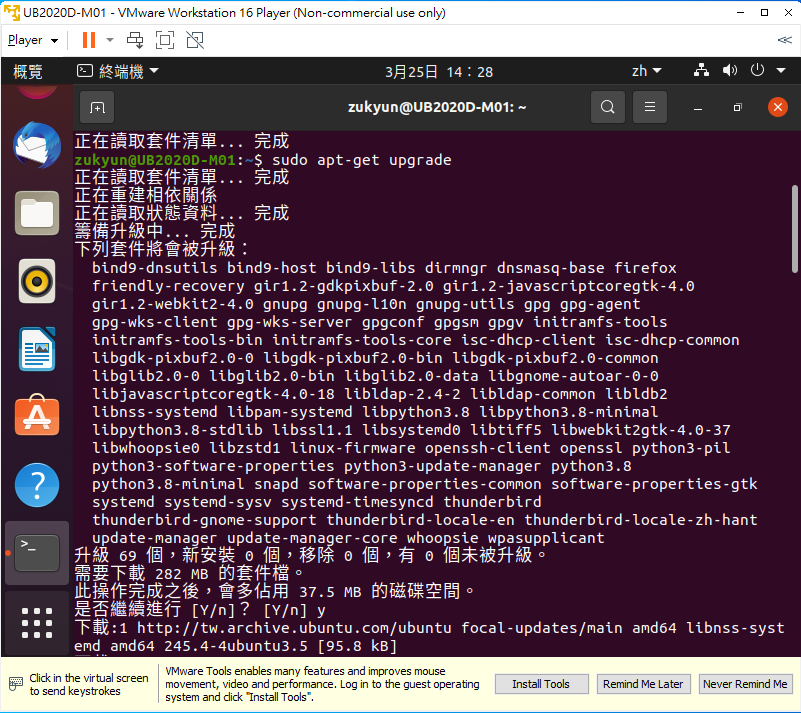 UB2020D-M01 - VMware Workstation 16 Player (Non-commercial use only)
Player
概覽
終端機
3月25日 14：28
zh
zukyun@UB2020D-M01: ~
正在讀取套件清單... 完成
zukyun@UB2020D-M01:~$ sudo apt-get upgrade
正在讀取套件清單... 完成
正在重建相依關係
正在讀取狀態資料... 完成
籌備升級中... 完成
下列套件將會被升級：
bind9-dnsutils bind9-host bind9-libs dirmngr dnsmasq-base firefox
friendly-recovery gir1.2-gdkpixbuf-2.0 gir1.2-javascriptcoregtk-4.0
gir1.2-webkit2-4.0 gnupg gnupg-l10n gnupg-utils gpg gpg-agent
gpg-wks-client gpg-wks-server gpgconf gpgsm gpgv initramfs-tools
initramfs-tools-bin initramfs-tools-core isc-dhcp-client isc-dhcp-common
libgdk-pixbuf2.0-0 libgdk-pixbuf2.0-bin libgdk-pixbuf2.0-common
libglib2.0-0 libglib2.0-bin libglib2.0-data libgnome-autoar-0-0
libjavascriptcoregtk-4.0-18 libldap-2.4-2 libldap-common libldb2
libnss-systemd libpam-systemd libpython3.8 libpython3.8-minimal
libpython3.8-stdlib libssl1.1 libsystemd0 libtiff5 libwebkit2gtk-4.0-37
libwhoopsie0 libzstd1 linux-firmware openssh-client openssl python3-pil
python3-software-properties python3-update-manager python3.8
python3.8-minimal snapd software-properties-common software-properties-gtk
systemd systemd-sysv systemd-timesyncd thunderbird
thunderbird-gnome-support thunderbird-locale-en thunderbird-locale-zh-hant
update-manager update-manager-core whoopsie wpasupplicant
升級 69 個，新安裝 0 個，移除 0 個，有 0 個未被升級。
需要下載 282 MB 的套件檔。
此操作完成之後，會多佔用 37.5 MB 的磁碟空間。
是否繼續進行 [Y/n]？ [Y/n] y
下載:1 http://tw.archive.ubuntu.com/ubuntu focal-updates/main amd64 libnss-syst
emd amd64 245.4-4ubuntu3.5 [95.8 kB]
Click in the virtual screen
to send keystrokes
VMware Tools enables many features and improves mouse
movement, video and performance. Log in to the guest operating
system and click "Install Tools".
Install Tools
Remind Me Later
Never Remind Me